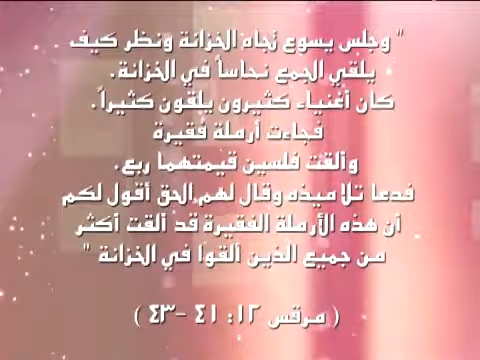 " وجلس يسوع تجاه الخزانة ونظر كيف
يلقي الجمع نحاساً في الخزانة.
كان أغنياء كثيرون يلقون كثيراً.
فجاءت أرملة فقيرة
وألقت فلسين قيمتهما ربع.
فدعا تلاميذه وقال لهم الحق أقول لكم
أن هذه الأرملة الفقيرة قد ألقت أكثر
من جميع الذين ألقوا في الخزانة "
( مرقس ١٢: ٤١ -٤٣ )